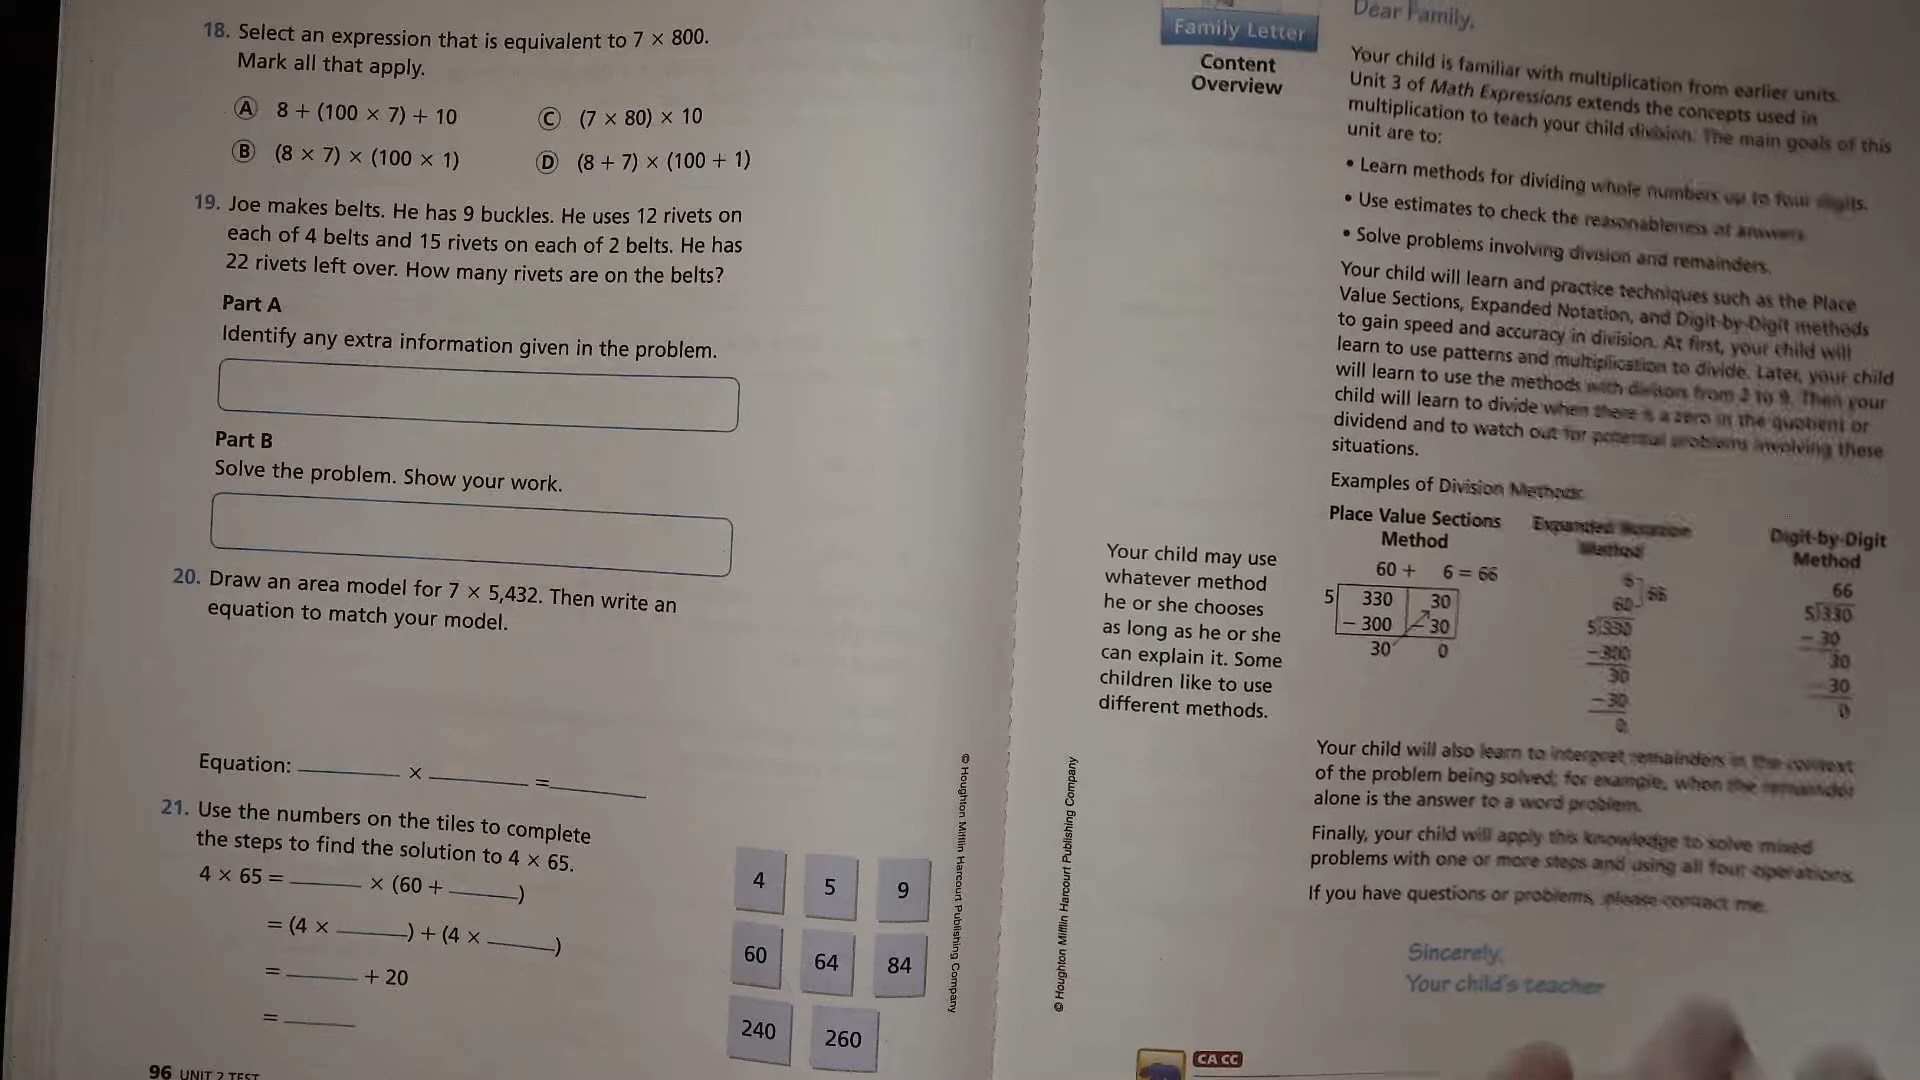 18. Select an expression that is equivalent to 7 × 800.
Mark all that apply.
A 8 + (100 × 7) + 10
C (7 × 80) × 10
B (8 × 7) × (100 × 1)
D (8 + 7) × (100 + 1)
19. Joe makes belts. He has 9 buckles. He uses 12 rivets on
each of 4 belts and 15 rivets on each of 2 belts. He has
22 rivets left over. How many rivets are on the belts?
Part A
Identify any extra information given in the problem.
Part B
Solve the problem. Show your work.
20. Draw an area model for 7 × 5,432. Then write an
equation to match your model.
Equation: ______ × ______ = ______
21. Use the numbers on the tiles to complete
the steps to find the solution to 4 × 65.
4 × 65 = ______ × (60 + ______)
= (4 × ______) + (4 × ______)
= ______ + 20
= ______
4 5 9
60 64 84
240 260
96 UNIT 2 TEST
© Houghton Mifflin Harcourt Publishing Company
© Houghton Mifflin Harcourt Publishing Company
Family Letter
Content
Overview
Dear Family,
Your child is familiar with multiplication from earlier units.
Unit 3 of Math Expressions extends the concepts used in
multiplication to teach your child division. The main goals of this
unit are to:
• Learn methods for dividing whole numbers up to four digits.
• Use estimates to check the reasonableness of answers.
• Solve problems involving division and remainders.
Your child will learn and practice techniques such as the Place
Value Sections, Expanded Notation, and Digit-by-Digit methods
to gain speed and accuracy in division. At first, your child will
learn to use patterns and multiplication to divide. Later, your child
will learn to use the methods with divisors from 2 to 9. Then your
child will learn to divide when there is a zero in the quotient or
dividend and to watch out for potential problems involving these
situations.
Examples of Division Methods:
Place Value Sections
Method
60 + 6 = 66
5 330 30
− 300 − 30
30 0
Expanded Notation
Method
6
60 66
5)330
− 300
30
− 30
0
Digit-by-Digit
Method
66
5)330
− 30
30
30
0
Your child may use
whatever method
he or she chooses
as long as he or she
can explain it. Some
children like to use
different methods.
Your child will also learn to interpret remainders in the context
of the problem being solved; for example, when the remainder
alone is the answer to a word problem.
Finally, your child will apply this knowledge to solve mixed
problems with one or more steps and using all four operations.
If you have questions or problems, please contact me.
Sincerely,
Your child's teacher
CA CC